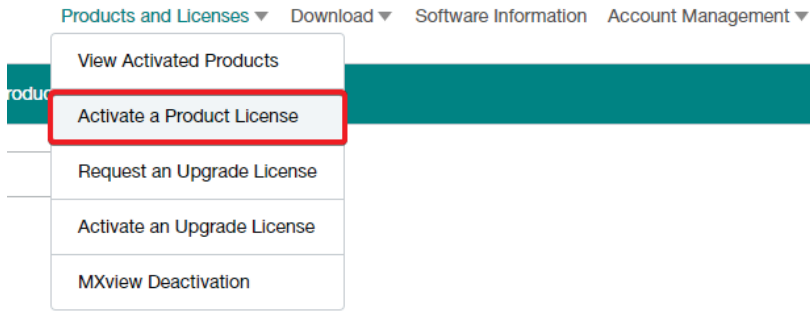 Products and Licenses Download Software Information Account Management
View Activated Products
Activate a Product License
Request an Upgrade License
Activate an Upgrade License
MXview Deactivation